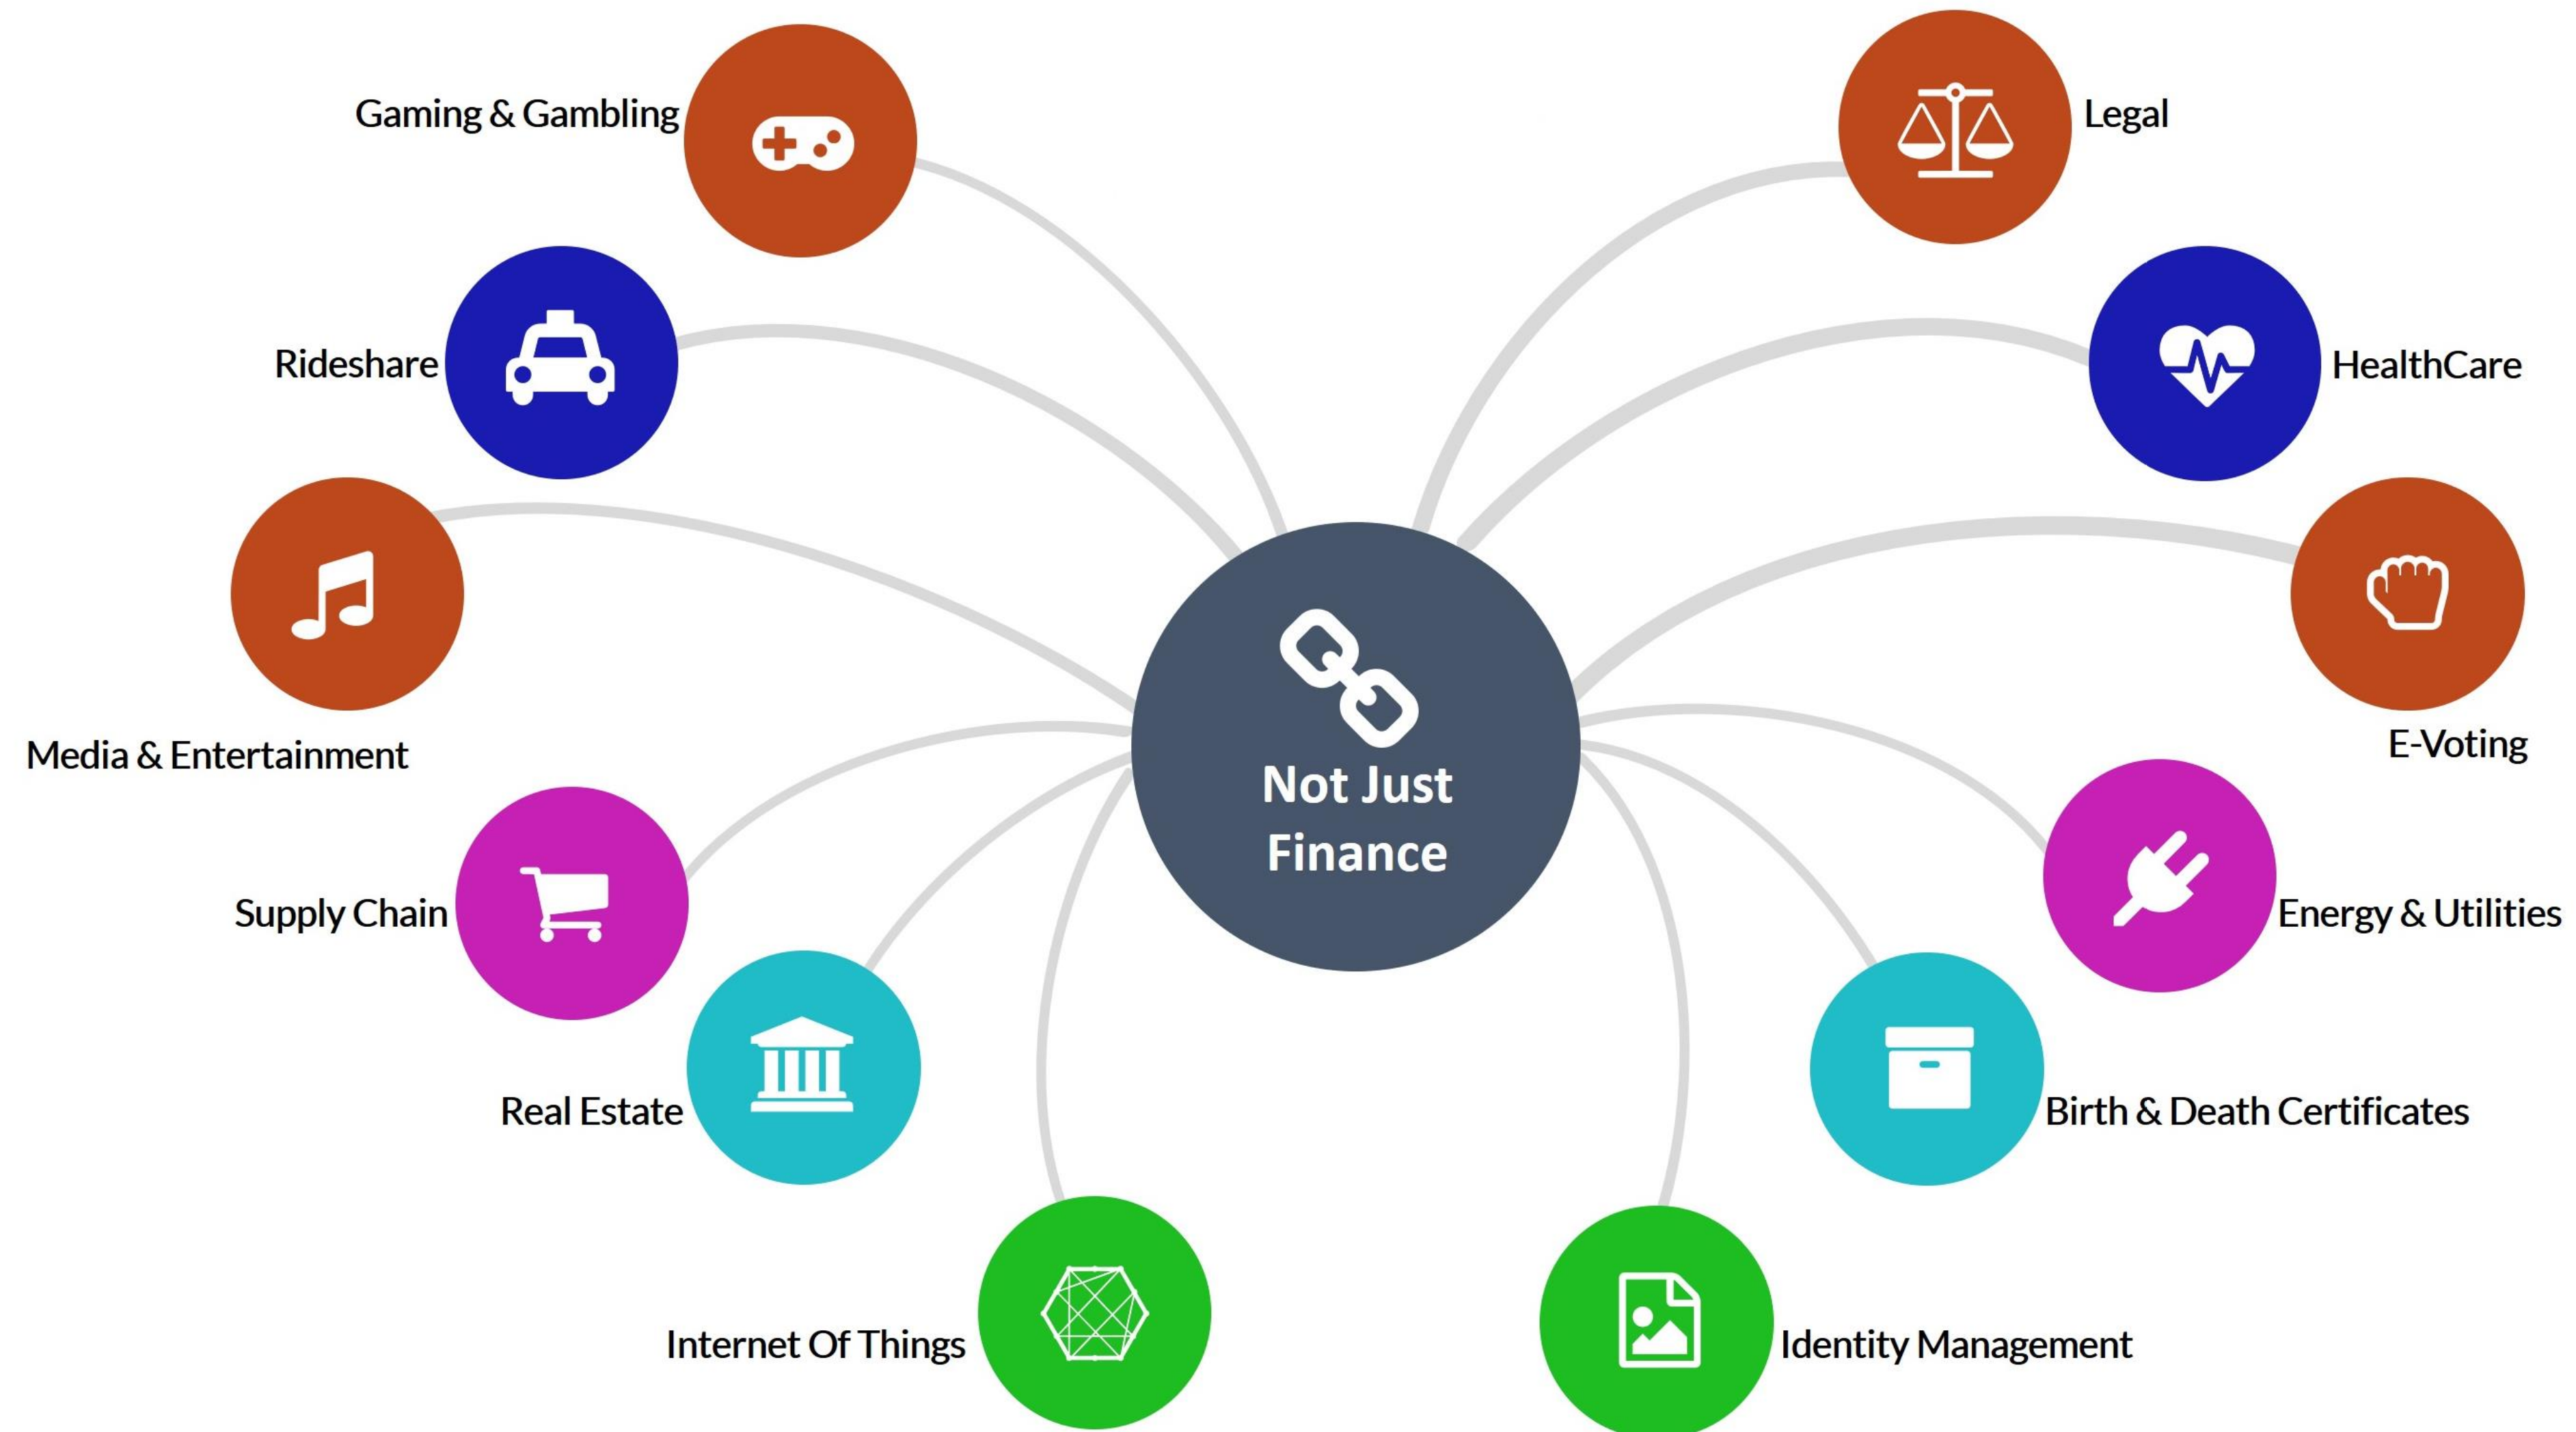 Gaming & Gambling
Legal
Rideshare
HealthCare
Media & Entertainment
E-Voting
Not Just
Finance
Supply Chain
Energy & Utilities
Real Estate
Birth & Death Certificates
Internet Of Things
Identity Management